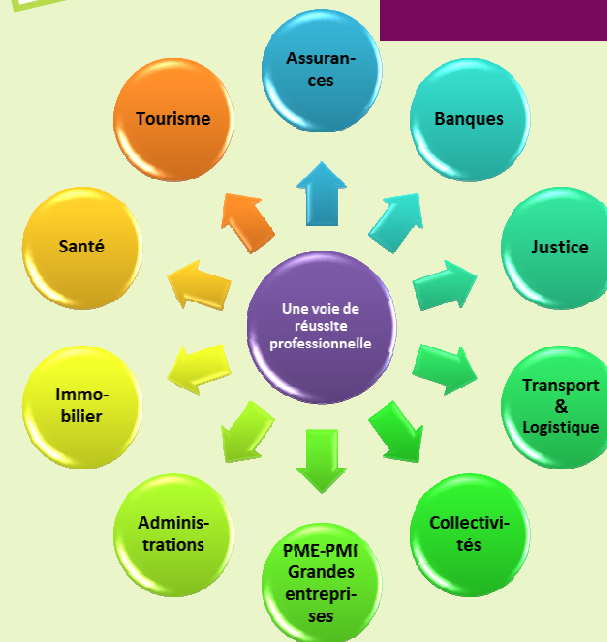 Assuran-
ces
Banques
Justice
Transport
&
Logistique
Collectivi-
tés
PME-PMI
Grandes
entrepri-
ses
Adminis-
trations
Immo-
bilier
Santé
Tourisme
Une voie de
réussite
professionnelle